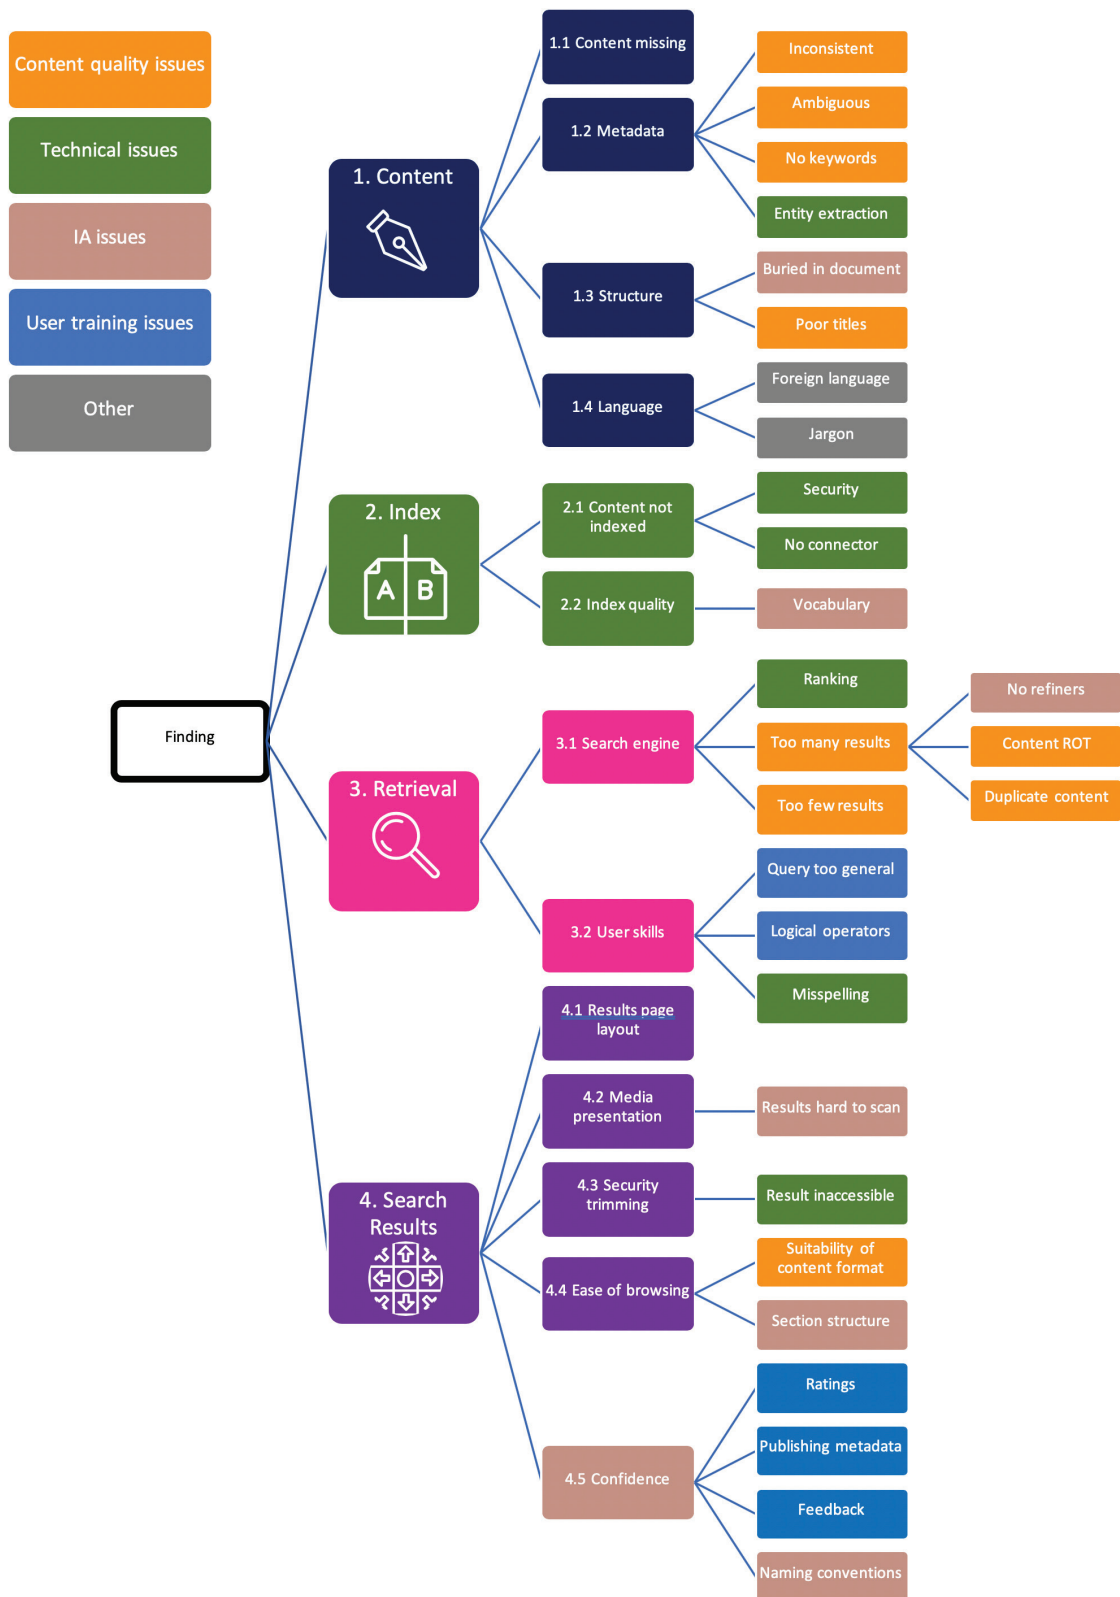 Content quality issues
Technical issues
IA issues
User training issues
Other
Finding
1. Content
1.1 Content missing
1.2 Metadata
Inconsistent
Ambiguous
No keywords
Entity extraction
1.3 Structure
Buried in document
Poor titles
1.4 Language
Foreign language
Jargon
2. Index
A B
2.1 Content not
indexed
Security
No connector
2.2 Index quality
Vocabulary
3. Retrieval
3.1 Search engine
Ranking
Too many results
No refiners
Content ROT
Duplicate content
Too few results
3.2 User skills
Query too general
Logical operators
Misspelling
4. Search
Results
4.1 Results page
layout
4.2 Media
presentation
Results hard to scan
4.3 Security
trimming
Result inaccessible
4.4 Ease of browsing
Suitability of
content format
Section structure
4.5 Confidence
Ratings
Publishing metadata
Feedback
Naming conventions